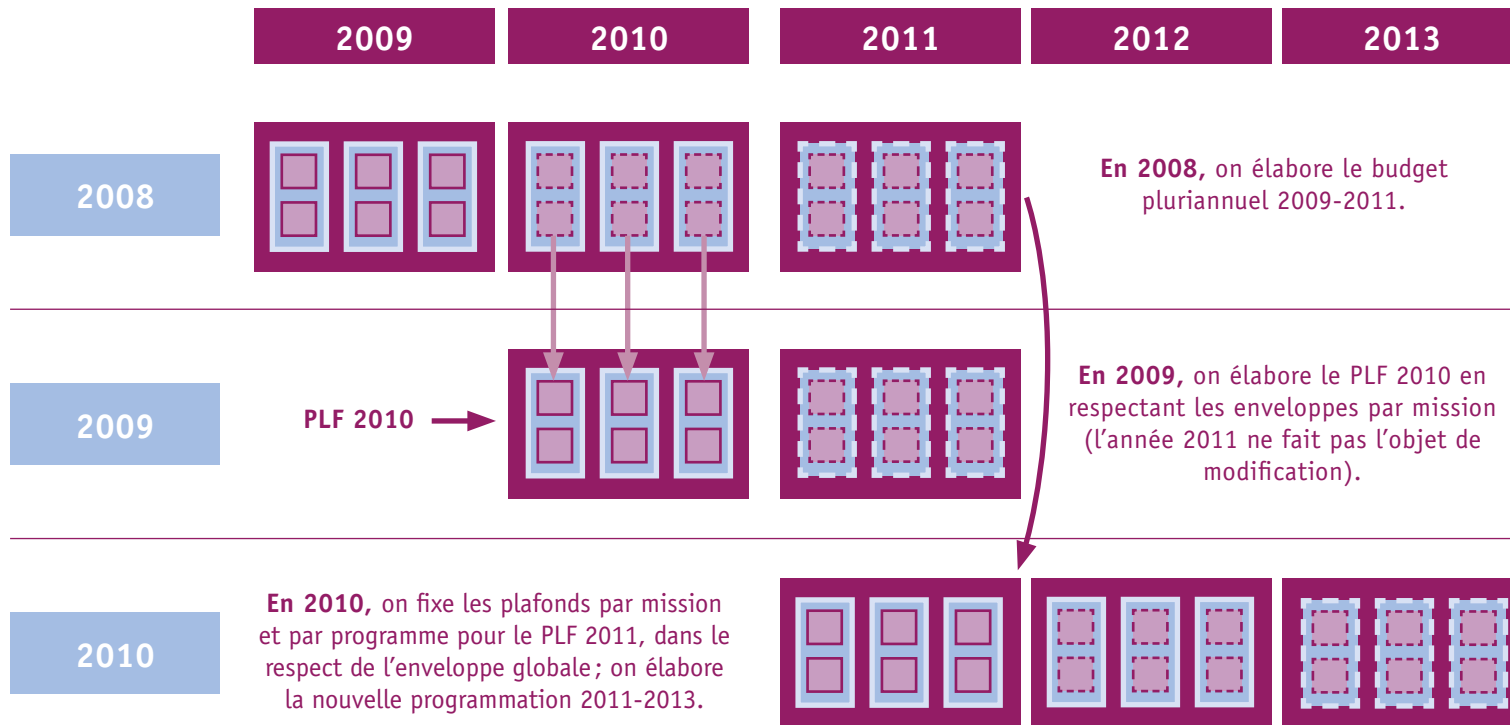 2009 2010 2011 2012 2013
2008
En 2008, on élabore le budget
pluriannuel 2009-2011.
2009
PLF 2010
En 2009, on élabore le PLF 2010 en
respectant les enveloppes par mission
(l’année 2011 ne fait pas l’objet de
modification).
2010
En 2010, on fixe les plafonds par mission
et par programme pour le PLF 2011, dans le
respect de l’enveloppe globale ; on élabore
la nouvelle programmation 2011-2013.